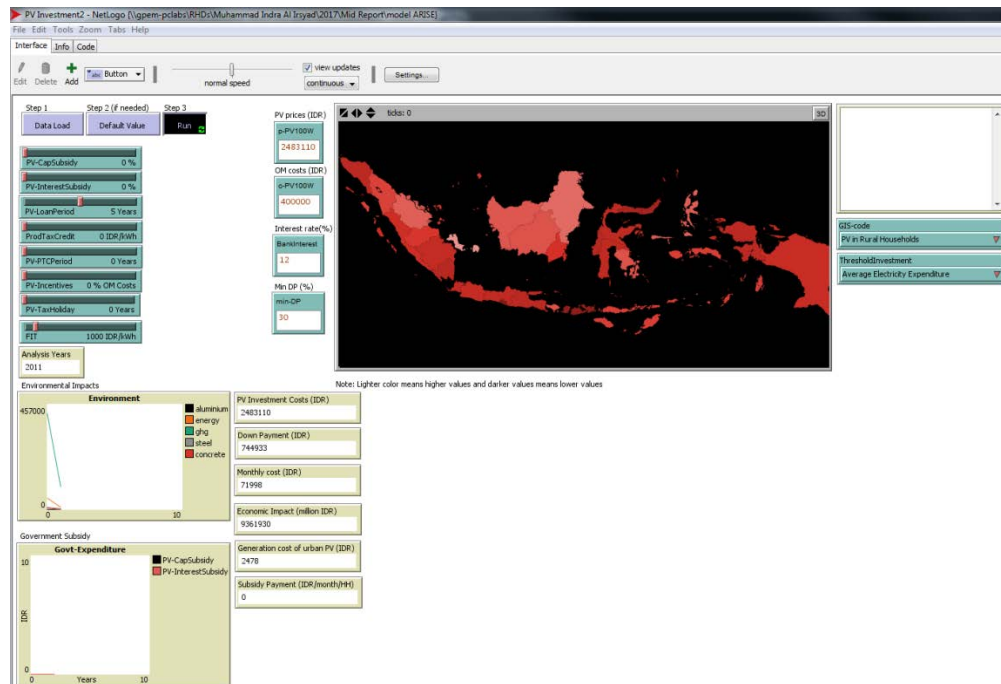 PV Investment2 - NetLogo {\\gpem-pclabs\RHDs\Muhammad Indra Al Irsyad\2017\Mid Report\model ARISE}
File Edit Tools Zoom Tabs Help
Interface Info Code
Edit Delete Add
abc Button
normal speed
view updates
continuous
Settings...
Step 1 Step 2 (if needed) Step 3
Data Load Default Value Run
PV-CapSubsidy 0 %
PV-InterestSubsidy 0 %
PV-LoanPeriod 5 Years
ProdTaxCredit 0 IDR/kWh
PV-PTCPeriod 0 Years
PV-Incentives 0 % OM Costs
PV-TaxHoliday 0 Years
FIT 1000 IDR/kWh
Analysis Years
2011
PV prices (IDR)
p-PV100W
2483110
OM costs (IDR)
o-PV100W
400000
Interest rate(%)
BankInterest
12
Min DP (%)
min-DP
30
ticks: 0
3D
GIS-code
PV in Rural Households
ThresholdInvestment
Average Electricity Expenditure
Note: Lighter color means higher values and darker values means lower values
Environmental Impacts
Environment
457000
0
0 10
aluminium
energy
ghg
steel
concrete
PV Investment Costs (IDR)
2483110
Down Payment (IDR)
744933
Monthly cost (IDR)
71998
Economic Impact (million IDR)
9361930
Generation cost of urban PV (IDR)
2478
Subsidy Payment (IDR/month/HH)
0
Government Subsidy
Govt-Expenditure
10
IDR
0
0 Years 10
PV-CapSubsidy
PV-InterestSubsidy